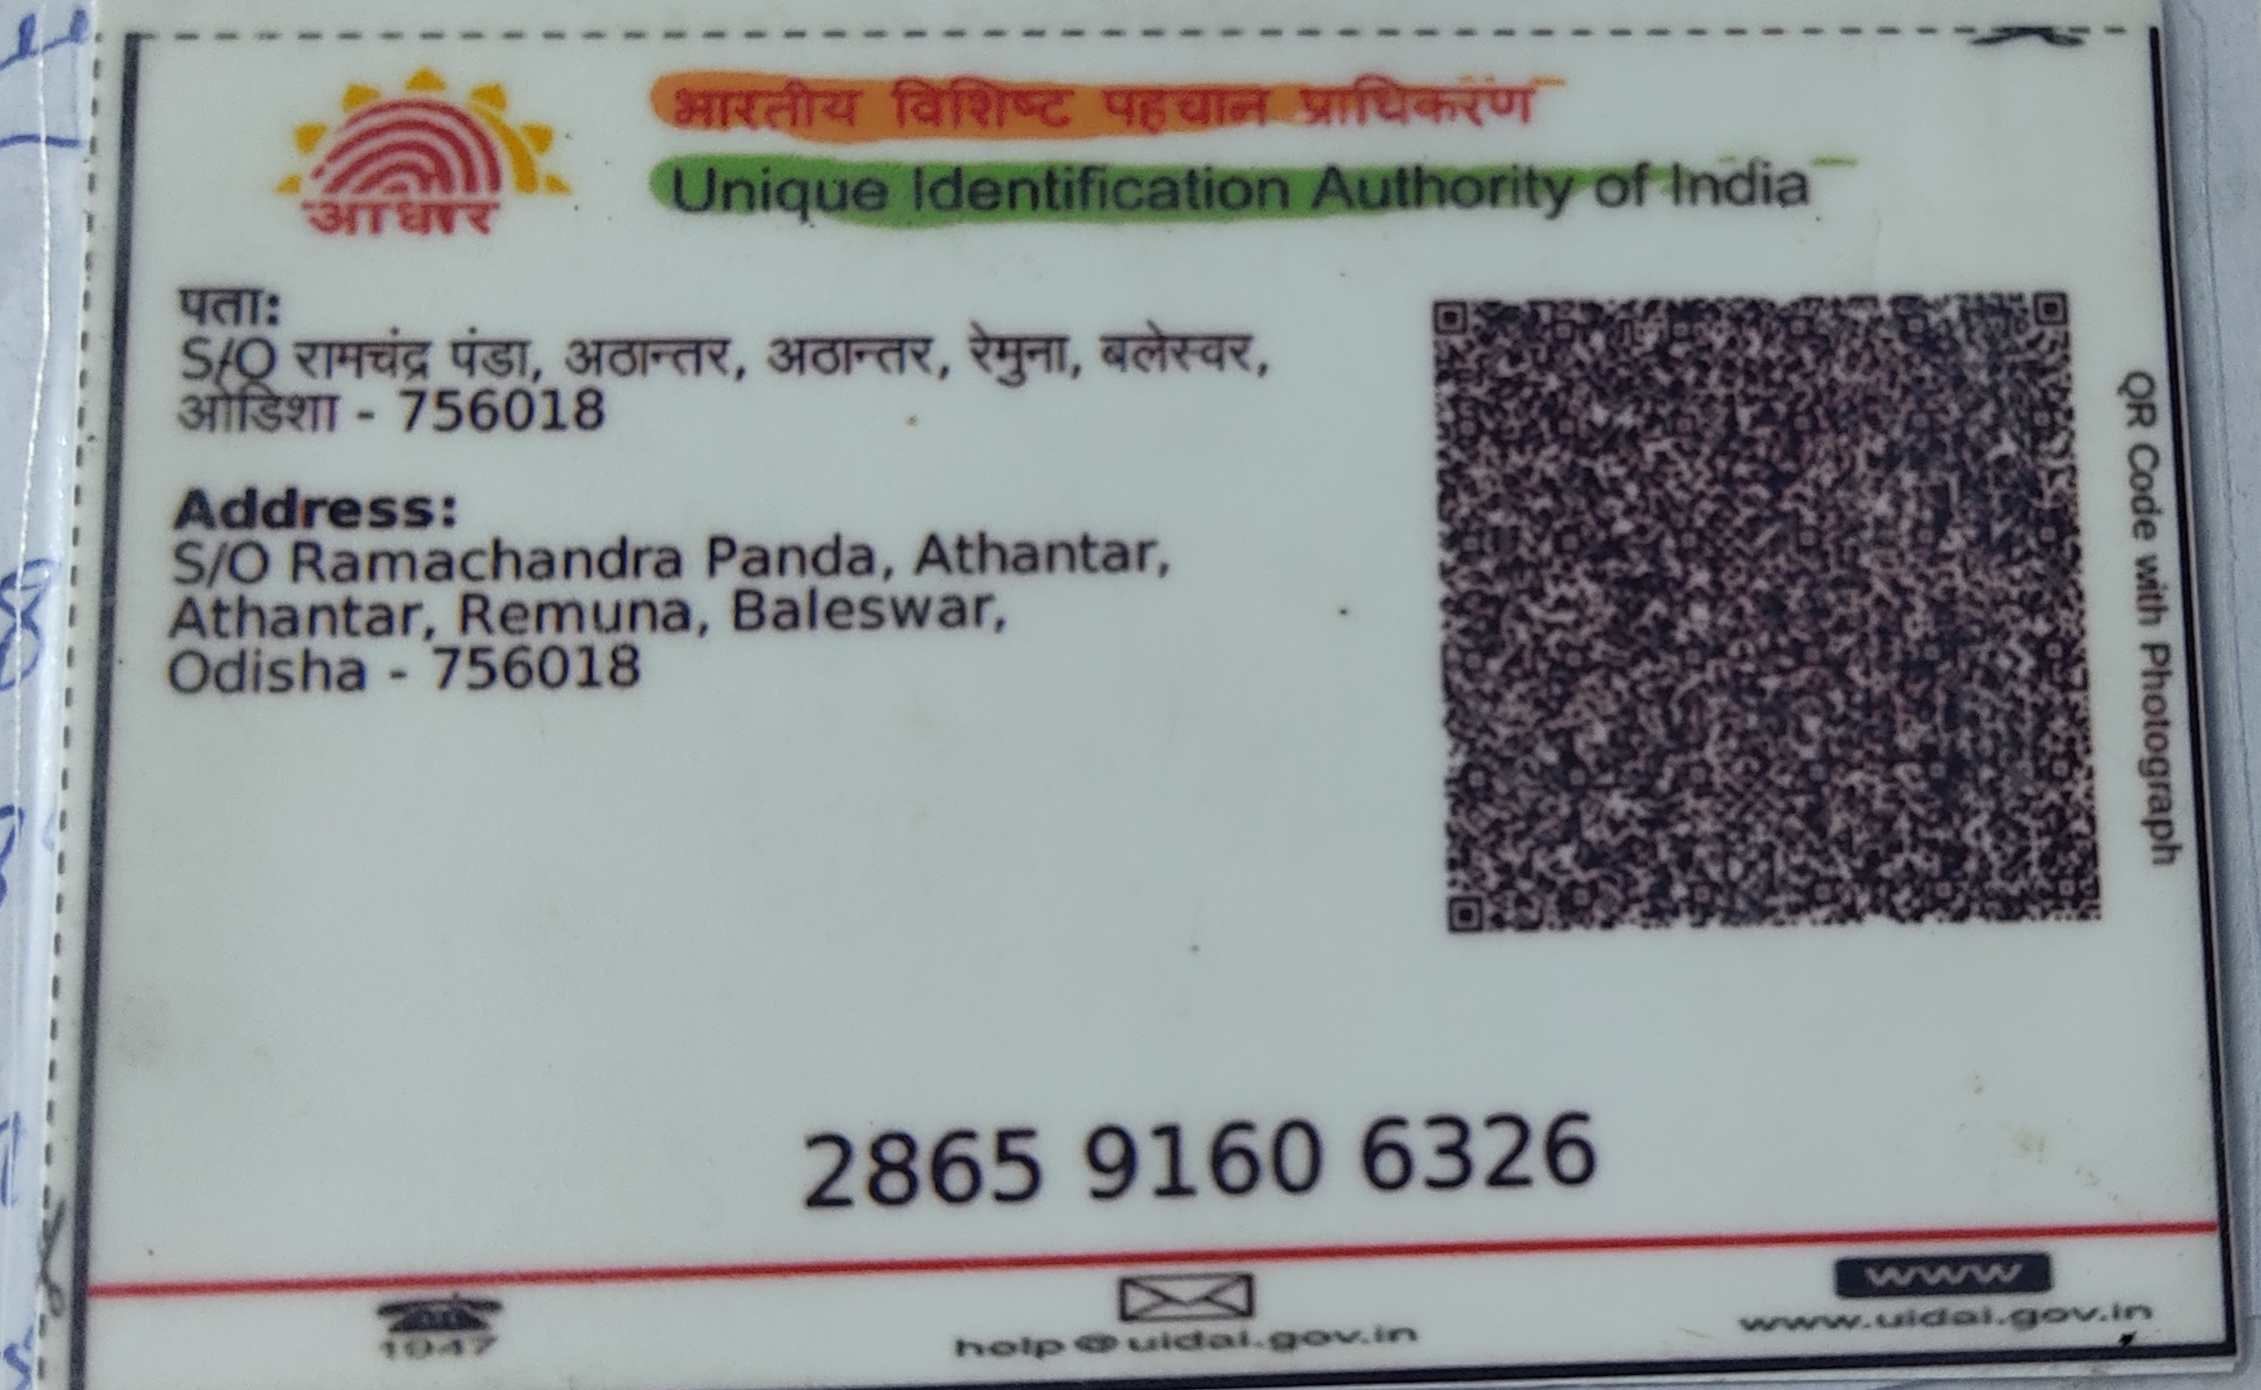 भारतीय विशिष्ट पहचान प्राधिकरण
Unique Identification Authority of India
आधार
पता:
S/O रामचंद्र पंडा, अठान्तर, अठान्तर, रेमुना, बलेस्वर,
ओडिशा - 756018
Address:
S/O Ramachandra Panda, Athantar,
Athantar, Remuna, Baleswar,
Odisha - 756018
QR Code with Photograph
2865 9160 6326
1947
help@uidai.gov.in
www
www.uidai.gov.in